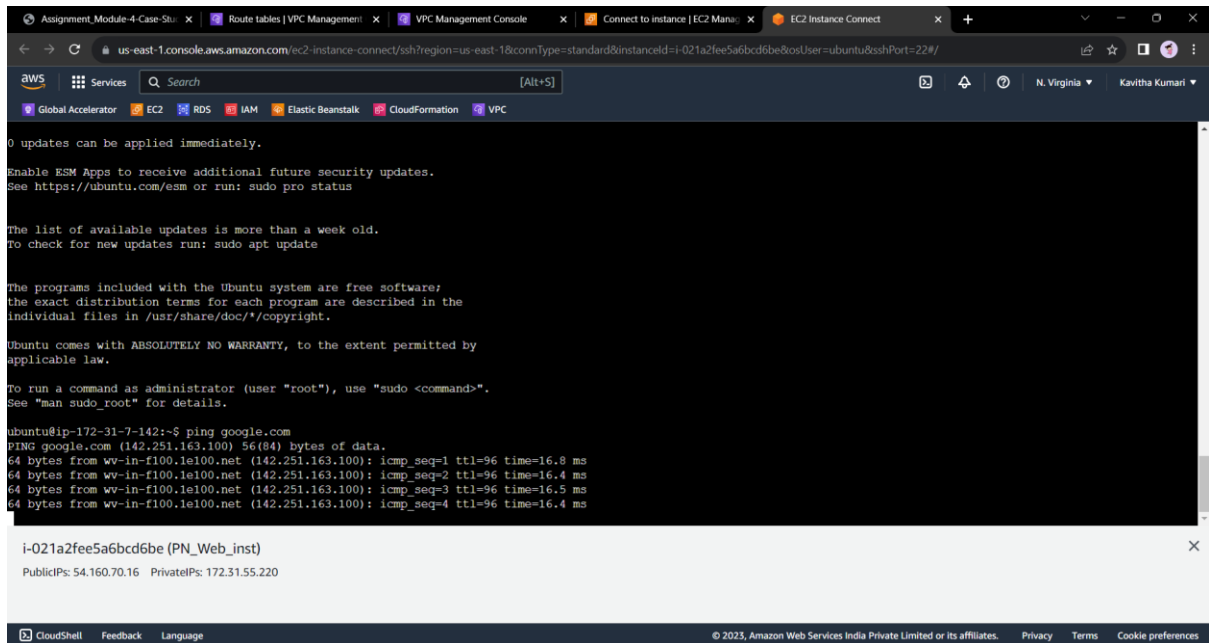 Assignment_Module-4-Case-Stu
Route tables | VPC Management
VPC Management Console
Connect to instance | EC2 Manag
EC2 Instance Connect
us-east-1.console.aws.amazon.com/ec2-instance-connect/ssh?region=us-east-1&connType=standard&instanceId=i-021a2fee5a6bcd6be&osUser=ubuntu&sshPort=22#/
aws Services Search [Alt+S] N. Virginia Kavitha Kumari
Global Accelerator EC2 RDS IAM Elastic Beanstalk CloudFormation VPC
0 updates can be applied immediately.
Enable ESM Apps to receive additional future security updates.
See https://ubuntu.com/esm or run: sudo pro status
The list of available updates is more than a week old.
To check for new updates run: sudo apt update
The programs included with the Ubuntu system are free software;
the exact distribution terms for each program are described in the
individual files in /usr/share/doc/*/copyright.
Ubuntu comes with ABSOLUTELY NO WARRANTY, to the extent permitted by
applicable law.
To run a command as administrator (user "root"), use "sudo <command>".
See "man sudo_root" for details.
ubuntu@ip-172-31-7-142:~$ ping google.com
PING google.com (142.251.163.100) 56(84) bytes of data.
64 bytes from wv-in-f100.1e100.net (142.251.163.100): icmp_seq=1 ttl=96 time=16.8 ms
64 bytes from wv-in-f100.1e100.net (142.251.163.100): icmp_seq=2 ttl=96 time=16.4 ms
64 bytes from wv-in-f100.1e100.net (142.251.163.100): icmp_seq=3 ttl=96 time=16.5 ms
64 bytes from wv-in-f100.1e100.net (142.251.163.100): icmp_seq=4 ttl=96 time=16.4 ms
i-021a2fee5a6bcd6be (PN_Web_inst)
PublicIPs: 54.160.70.16 PrivateIPs: 172.31.55.220
CloudShell Feedback Language © 2023, Amazon Web Services India Private Limited or its affiliates. Privacy Terms Cookie preferences